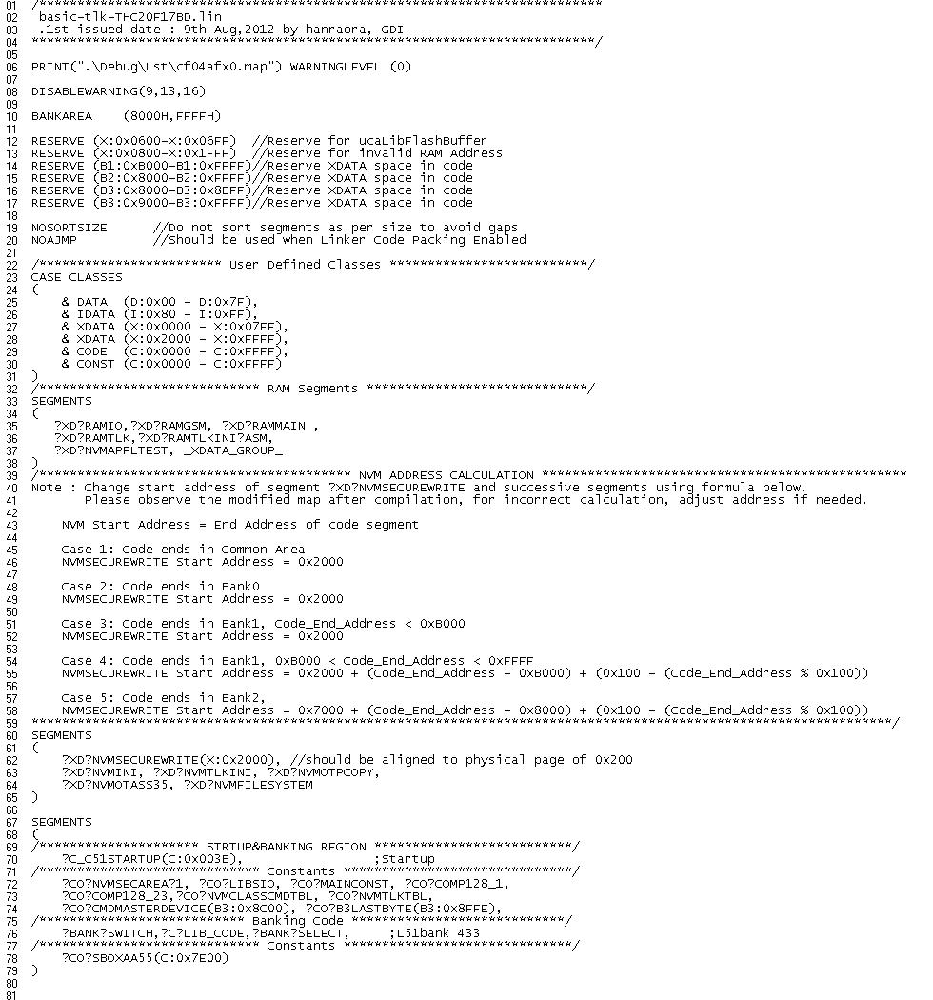 01 /*************************************************************************
02  basic-tlk-THC20F17BD.lin
03  .1st issued date : 9th-Aug,2012 by hanraora, GDI
04 *************************************************************************/
05
06 PRINT(".\Debug\Lst\cf04afx0.map") WARNINGLEVEL (0)
07
08 DISABLEWARNING(9,13,16)
09
10 BANKAREA    (8000H,FFFFH)
11
12 RESERVE (X:0x0600-X:0x06FF)  //Reserve for ucaLibFlashBuffer
13 RESERVE (X:0x0800-X:0x1FFF)  //Reserve for invalid RAM Address
14 RESERVE (B1:0xB000-B1:0xFFFF)//Reserve XDATA space in code
15 RESERVE (B2:0x8000-B2:0xFFFF)//Reserve XDATA space in code
16 RESERVE (B3:0x8000-B3:0x8BFF)//Reserve XDATA space in code
17 RESERVE (B3:0x9000-B3:0xFFFF)//Reserve XDATA space in code
18
19 NOSORTSIZE      //Do not sort segments as per size to avoid gaps
20 NOAJMP          //Should be used when Linker Code Packing Enabled
21
22 /************************ User Defined Classes **************************/
23 CASE CLASSES
24 (
25     & DATA  (D:0x00 - D:0x7F),
26     & IDATA (I:0x80 - I:0xFF),
27     & XDATA (X:0x0000 - X:0x07FF),
28     & XDATA (X:0x2000 - X:0xFFFF),
29     & CODE  (C:0x0000 - C:0xFFFF),
30     & CONST (C:0x0000 - C:0xFFFF)
31 )
32 /***************************** RAM Segments *****************************/
33 SEGMENTS
34 (
35    ?XD?RAMIO,?XD?RAMGSM, ?XD?RAMMAIN ,
36    ?XD?RAMTLK,?XD?RAMTLKINI?ASM,
37    ?XD?NVMAPPLTEST, _XDATA_GROUP_
38 )
39 /***************************************** NVM ADDRESS CALCULATION ************************************************
40 Note : Change start address of segment ?XD?NVMSECUREWRITE and successive segments using formula below.
41        Please observe the modified map after compilation, for incorrect calculation, adjust address if needed.
42
43     NVM Start Address = End Address of code segment
44
45     Case 1: Code ends in Common Area
46     NVMSECUREWRITE Start Address = 0x2000
47
48     Case 2: Code ends in Bank0
49     NVMSECUREWRITE Start Address = 0x2000
50
51     Case 3: Code ends in Bank1, Code_End_Address < 0xB000
52     NVMSECUREWRITE Start Address = 0x2000
53
54     Case 4: Code ends in Bank1, 0xB000 < Code_End_Address < 0xFFFF
55     NVMSECUREWRITE Start Address = 0x2000 + (Code_End_Address - 0xB000) + (0x100 - (Code_End_Address % 0x100))
56
57     Case 5: Code ends in Bank2,
58     NVMSECUREWRITE Start Address = 0x7000 + (Code_End_Address - 0x8000) + (0x100 - (Code_End_Address % 0x100))
59 ****************************************************************************************************************/
60 SEGMENTS
61 (
62     ?XD?NVMSECUREWRITE(X:0x2000), //should be aligned to physical page of 0x200
63     ?XD?NVMINI, ?XD?NVMTLKINI, ?XD?NVMOTPCOPY,
64     ?XD?NVMOTASS35, ?XD?NVMFILESYSTEM
65 )
66
67 SEGMENTS
68 (
69 /********************* STRTUP&BANKING REGION **************************/
70     ?C_C51STARTUP(C:0x003B),                 ;Startup
71 /***************************** Constants ******************************/
72     ?CO?NVMSECAREA?1, ?CO?LIBSIO, ?CO?MAINCONST, ?CO?COMP128_1,
73     ?CO?COMP128_23,?CO?NVMCLASSCMDTBL, ?CO?NVMTLKTBL,
74     ?CO?CMDMASTERDEVICE(B3:0x8C00), ?CO?B3LASTBYTE(B3:0x8FFE),
75 /*************************** Banking Code ****************************/
76     ?BANK?SWITCH,?C?LIB_CODE,?BANK?SELECT,     ;L51bank 433
77 /***************************** Constants ******************************/
78     ?CO?SBOXAA55(C:0x7E00)
79 )
80
81